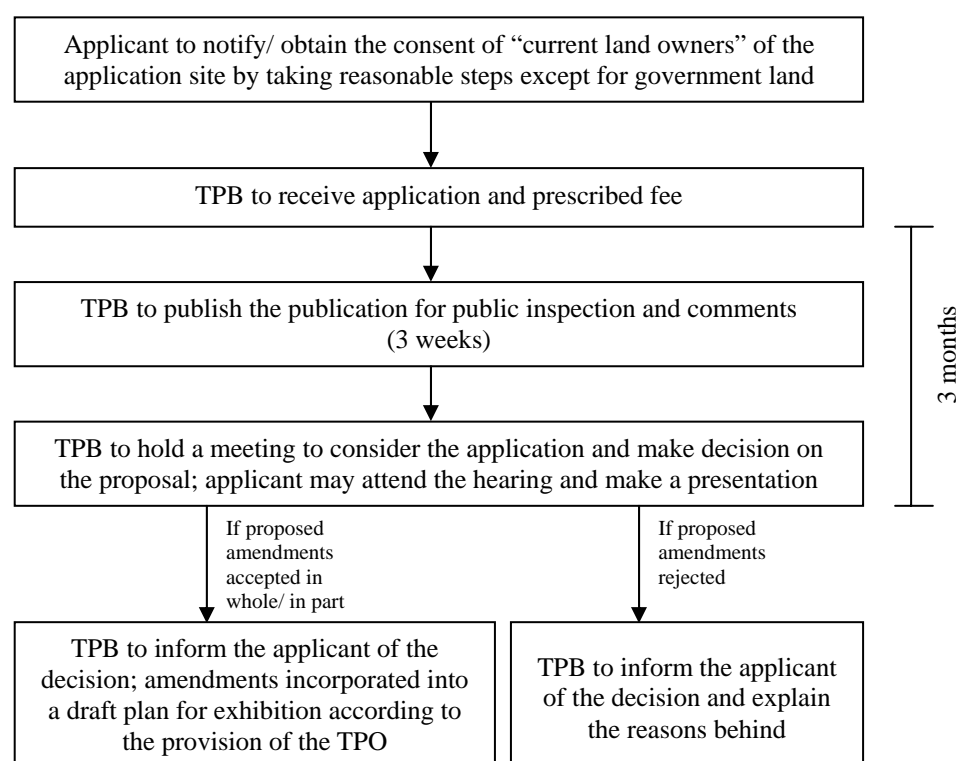 Applicant to notify/ obtain the consent of “current land owners” of the
application site by taking reasonable steps except for government land
TPB to receive application and prescribed fee
TPB to publish the publication for public inspection and comments
(3 weeks)
3 months
TPB to hold a meeting to consider the application and make decision on
the proposal; applicant may attend the hearing and make a presentation
If proposed
amendments
accepted in
whole/ in part
If proposed
amendments
rejected
TPB to inform the applicant of the
decision; amendments incorporated into
a draft plan for exhibition according to
the provision of the TPO
TPB to inform the applicant
of the decision and explain
the reasons behind